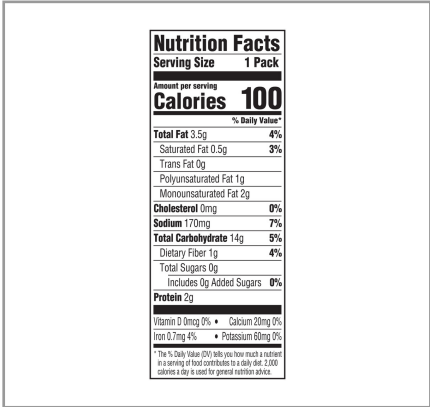 Nutrition Facts
Serving Size 1 Pack
Amount per serving
Calories 100
% Daily Value*
Total Fat 3.5g 4%
Saturated Fat 0.5g 3%
Trans Fat 0g
Polyunsaturated Fat 1g
Monounsaturated Fat 2g
Cholesterol 0mg 0%
Sodium 170mg 7%
Total Carbohydrate 14g 5%
Dietary Fiber 1g 4%
Total Sugars 0g
Includes 0g Added Sugars 0%
Protein 2g
Vitamin D 0mcg 0% • Calcium 20mg 0%
Iron 0.7mg 4% • Potassium 60mg 0%
* The % Daily Value (DV) tells you how much a nutrient
in a serving of food contributes to a daily diet. 2,000
calories a day is used for general nutrition advice.